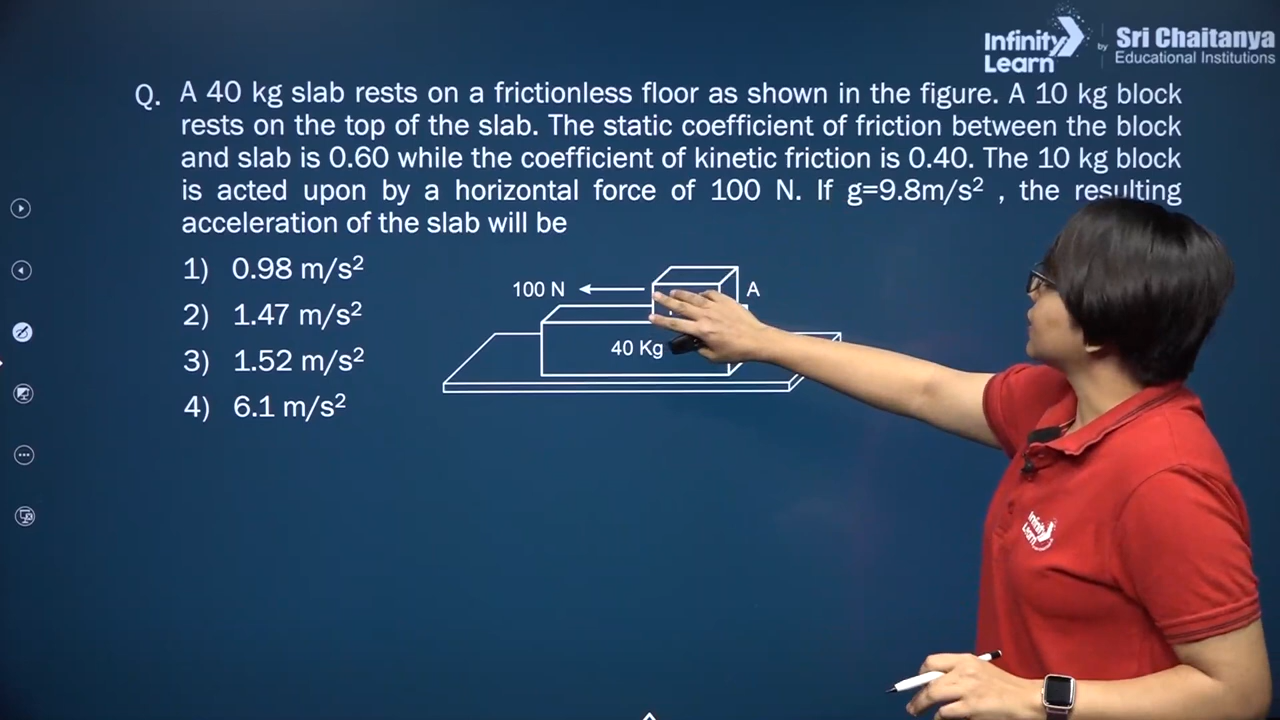 Infinity Learn by Sri Chaitanya
Educational Institutions
Q. A 40 kg slab rests on a frictionless floor as shown in the figure. A 10 kg block
rests on the top of the slab. The static coefficient of friction between the block
and slab is 0.60 while the coefficient of kinetic friction is 0.40. The 10 kg block
is acted upon by a horizontal force of 100 N. If g=9.8m/s² , the resulting
acceleration of the slab will be
1) 0.98 m/s²
2) 1.47 m/s²
3) 1.52 m/s²
4) 6.1 m/s²
100 N
A
40 Kg
Infinity
Learn